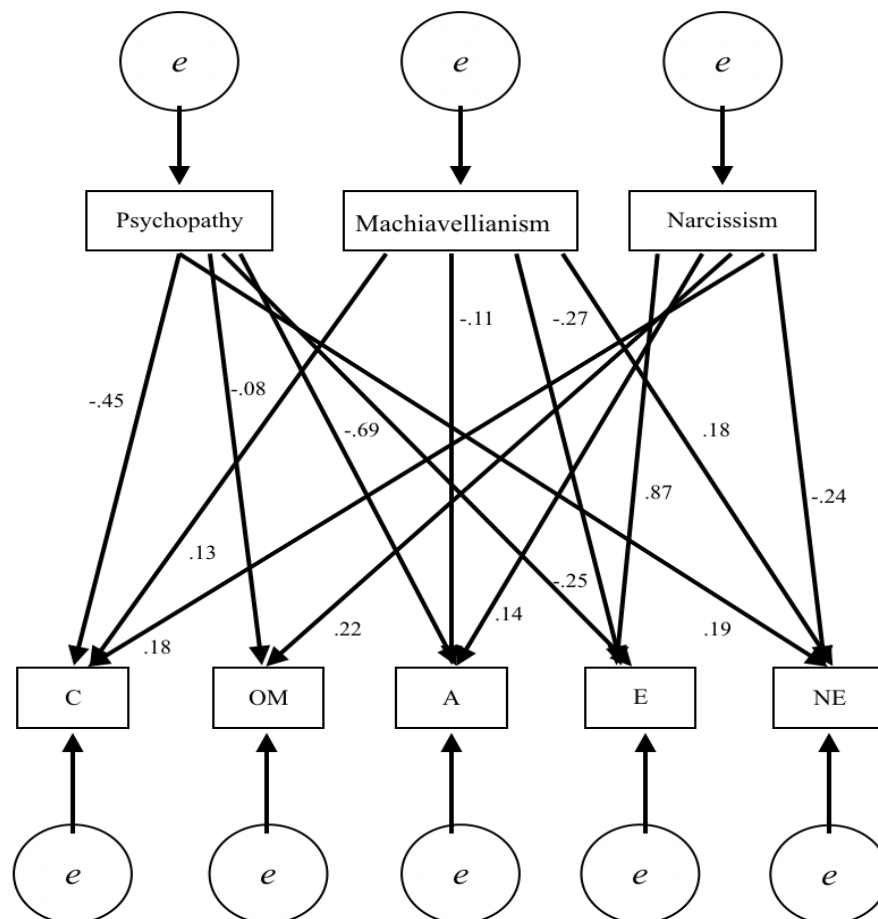 e e e
Psychopathy Machiavellianism Narcissism
-.11 -.27
-.45 -.08 -.69 .18
.87 -.24
.13
-.25
.18 .22 .14 .19
C OM A E NE
e e e e e